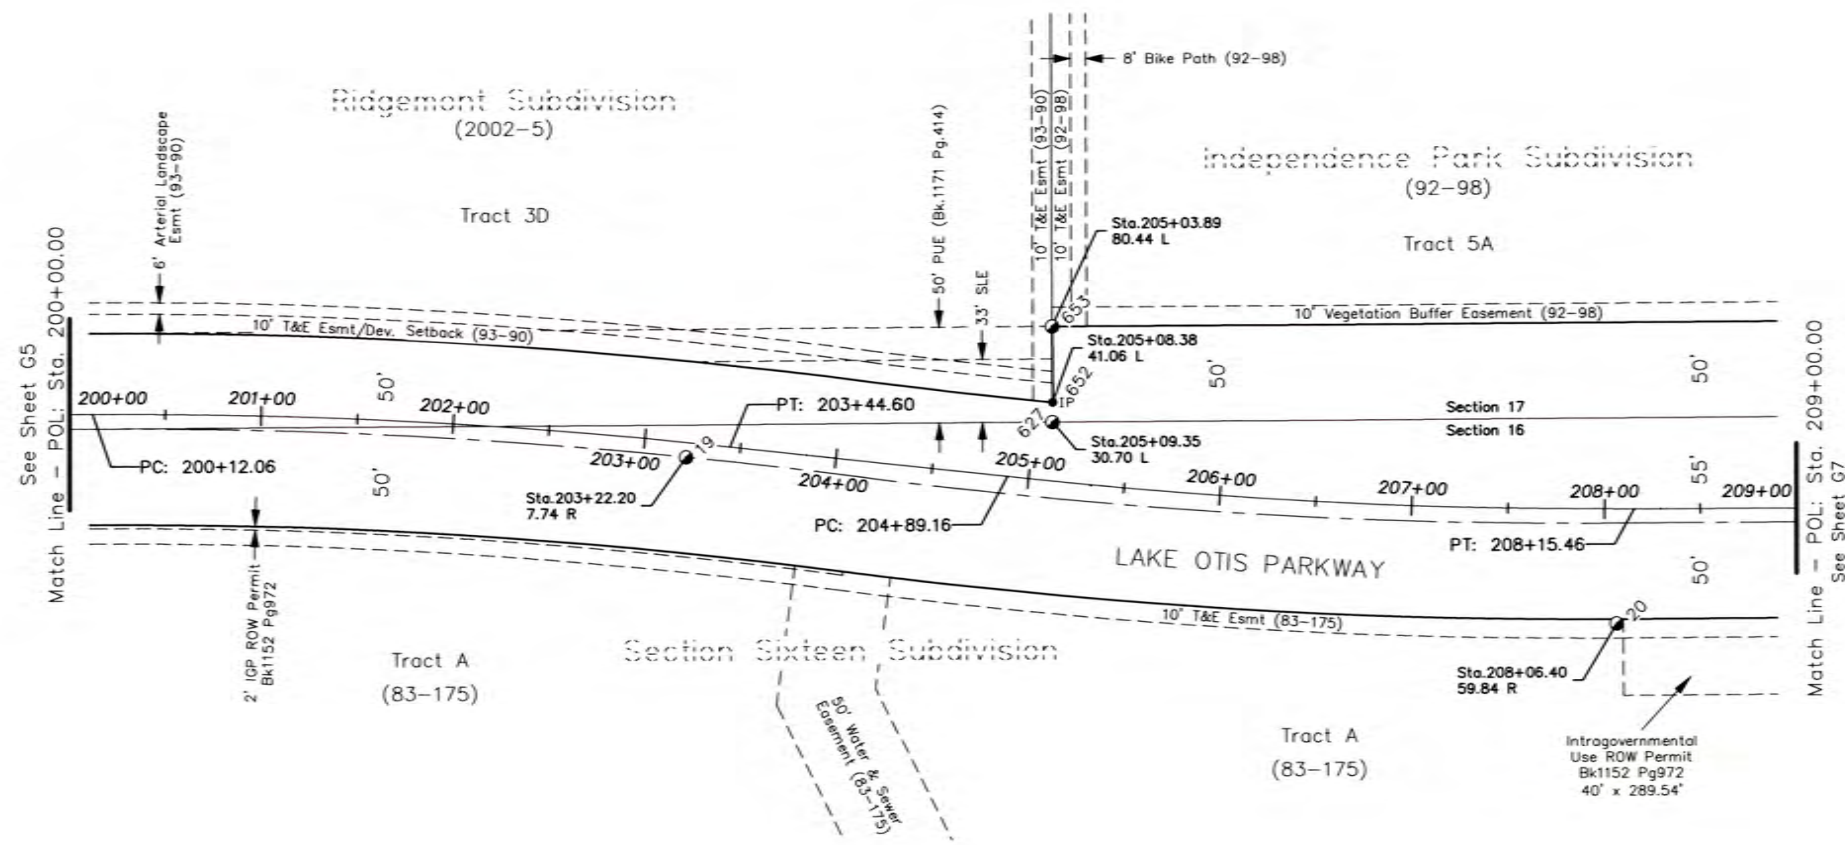 8' Bike Path (92-98)
Ridgemont Subdivision
(2002-5)
6' Arterial Landscape
Esmt (93-90)
Tract 3D
50' PUE (Bk.1171 Pg.414)
33' SLE
10' T&E Esmt (93-90)
10' T&E Esmt (92-98)
Independence Park Subdivision
(92-98)
Tract 5A
Sta.205+03.89
80.44 L
653
10' Vegetation Buffer Easement (92-98)
10' T&E Esmt/Dev. Setback (93-90)
Sta.205+08.38
41.06 L
652
IP
627
Sta.205+09.35
30.70 L
See Sheet G5
Match Line - POL: Sta. 200+00.00
50'
50'
50'
50'
55'
50'
200+00
201+00
202+00
203+00
204+00
205+00
206+00
207+00
208+00
209+00
Section 17
Section 16
PC: 200+12.06
PT: 203+44.60
19
Sta.203+22.20
7.74 R
PC: 204+89.16
PT: 208+15.46
LAKE OTIS PARKWAY
Match Line - POL: Sta. 209+00.00
See Sheet G7
2' IGP ROW Permit
Bk1152 Pg972
10' T&E Esmt (83-175)
20
Sta.208+06.40
59.84 R
Section Sixteen Subdivision
Tract A
(83-175)
50' Water & Sewer
Easement (83-175)
Tract A
(83-175)
Intragovernmental
Use ROW Permit
Bk1152 Pg972
40' x 289.54'